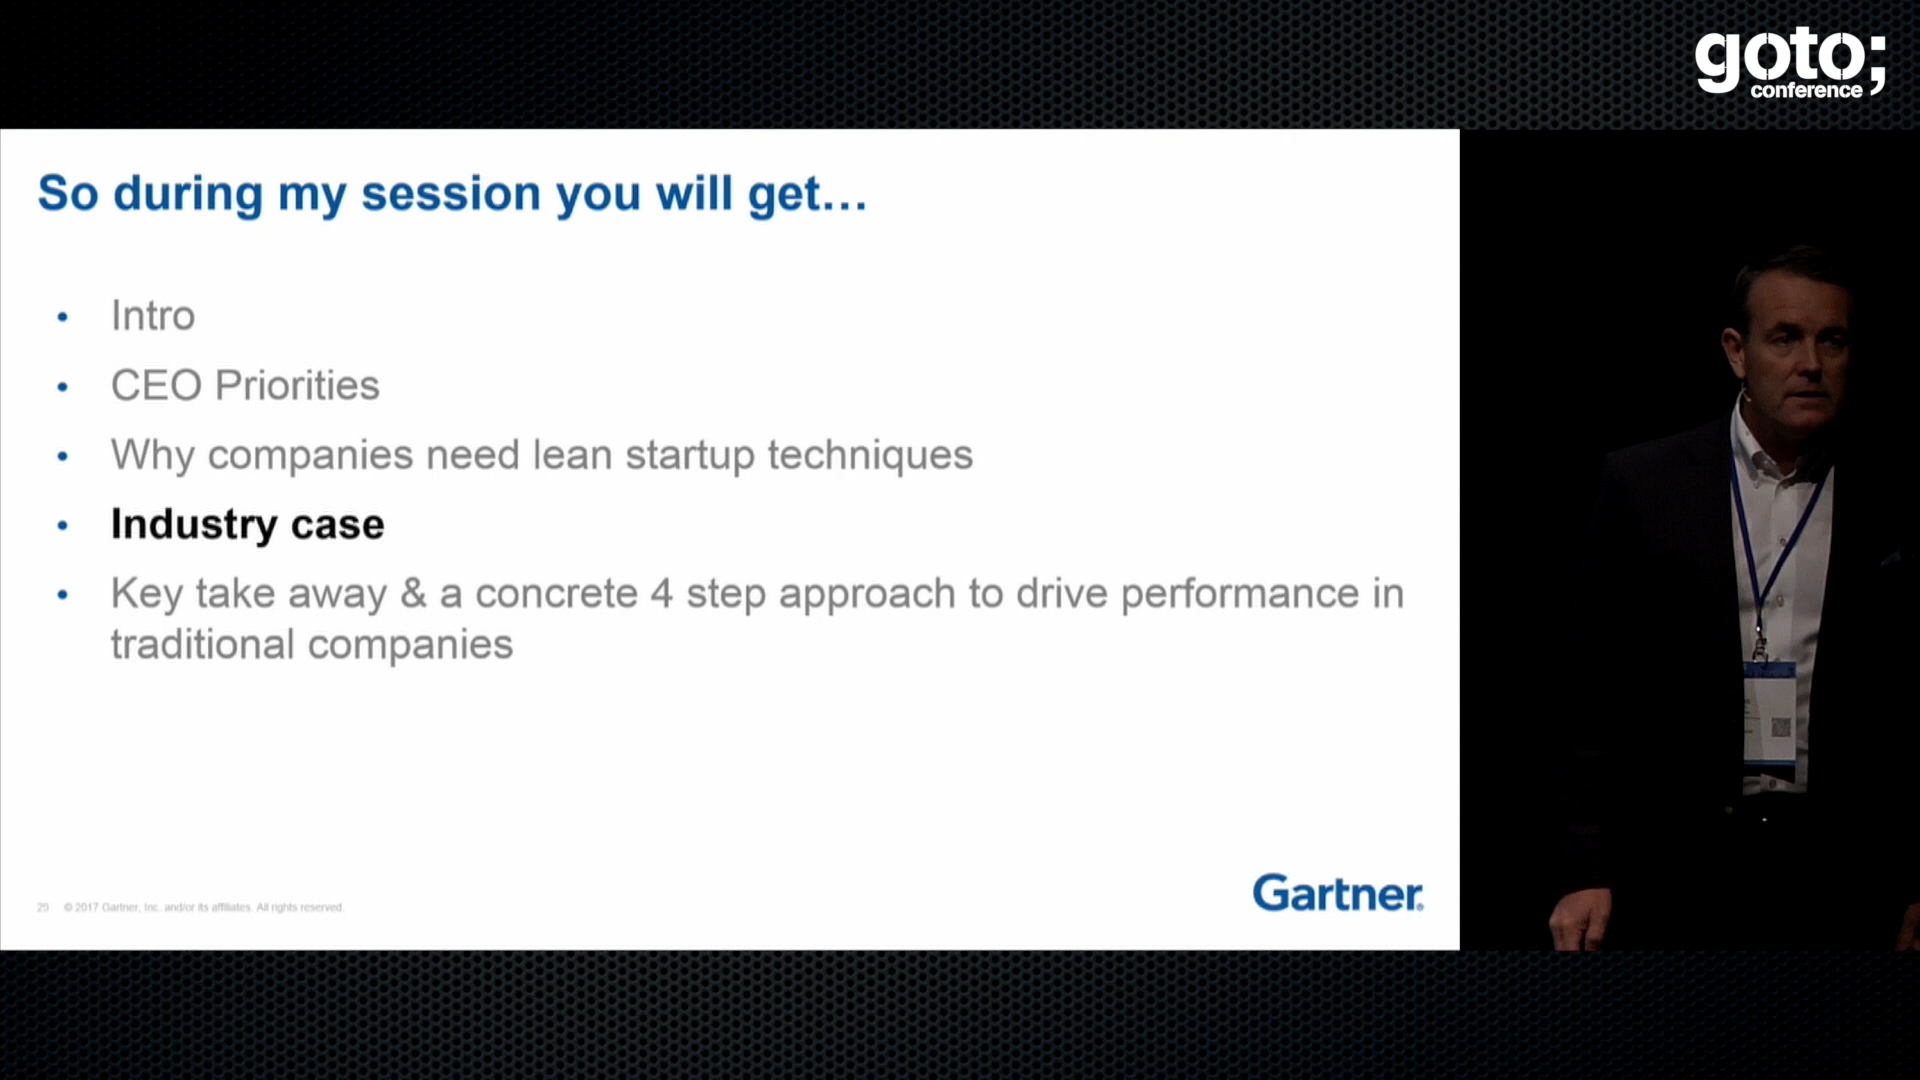 goto;
conference
So during my session you will get...
• Intro
• CEO Priorities
• Why companies need lean startup techniques
• Industry case
• Key take away & a concrete 4 step approach to drive performance in
traditional companies
29 © 2017 Gartner, Inc. and/or its affiliates. All rights reserved.
Gartner